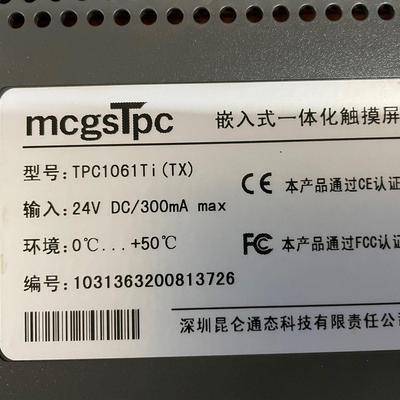 mcgsTpc 嵌入式一体化触摸屏
型号: TPC1061Ti(TX)
CE 本产品通过CE认证
输入: 24V DC/300mA max
环境: 0℃...+50℃
FC 本产品通过FCC认证
编号: 1031363200813726
深圳昆仑通态科技有限责任公司